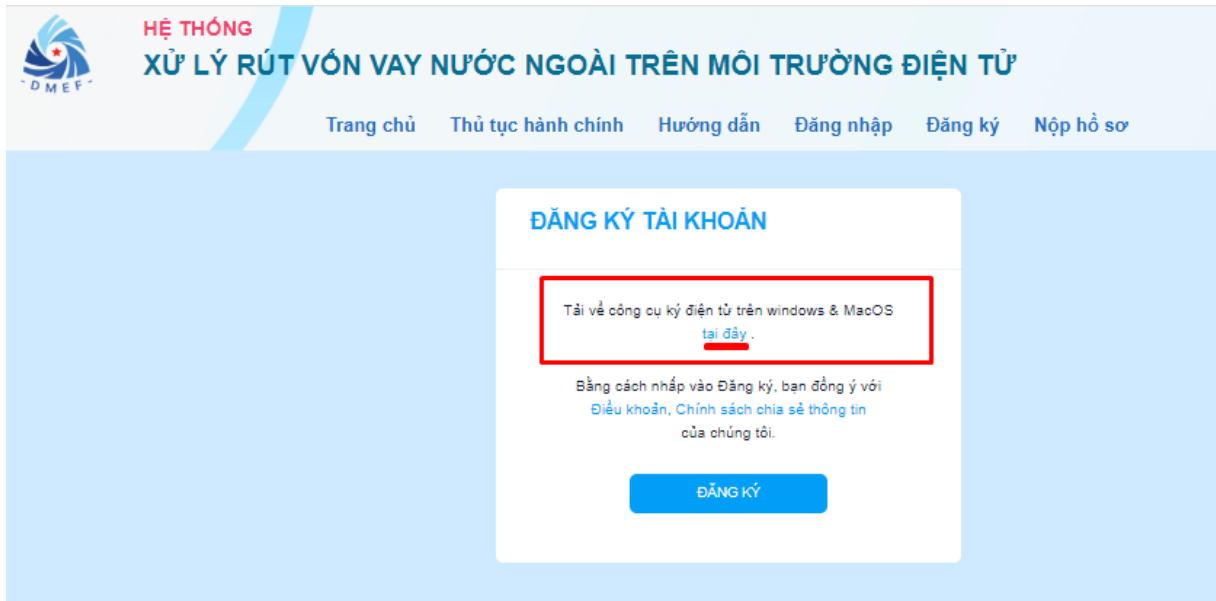 HỆ THỐNG
XỬ LÝ RÚT VỐN VAY NƯỚC NGOÀI TRÊN MÔI TRƯỜNG ĐIỆN TỬ
DMEF
Trang chủ Thủ tục hành chính Hướng dẫn Đăng nhập Đăng ký Nộp hồ sơ
ĐĂNG KÝ TÀI KHOẢN
Tải về công cụ ký điện tử trên windows & MacOS
tại đây .
Bằng cách nhấp vào Đăng ký, bạn đồng ý với
Điều khoản, Chính sách chia sẻ thông tin
của chúng tôi.
ĐĂNG KÝ